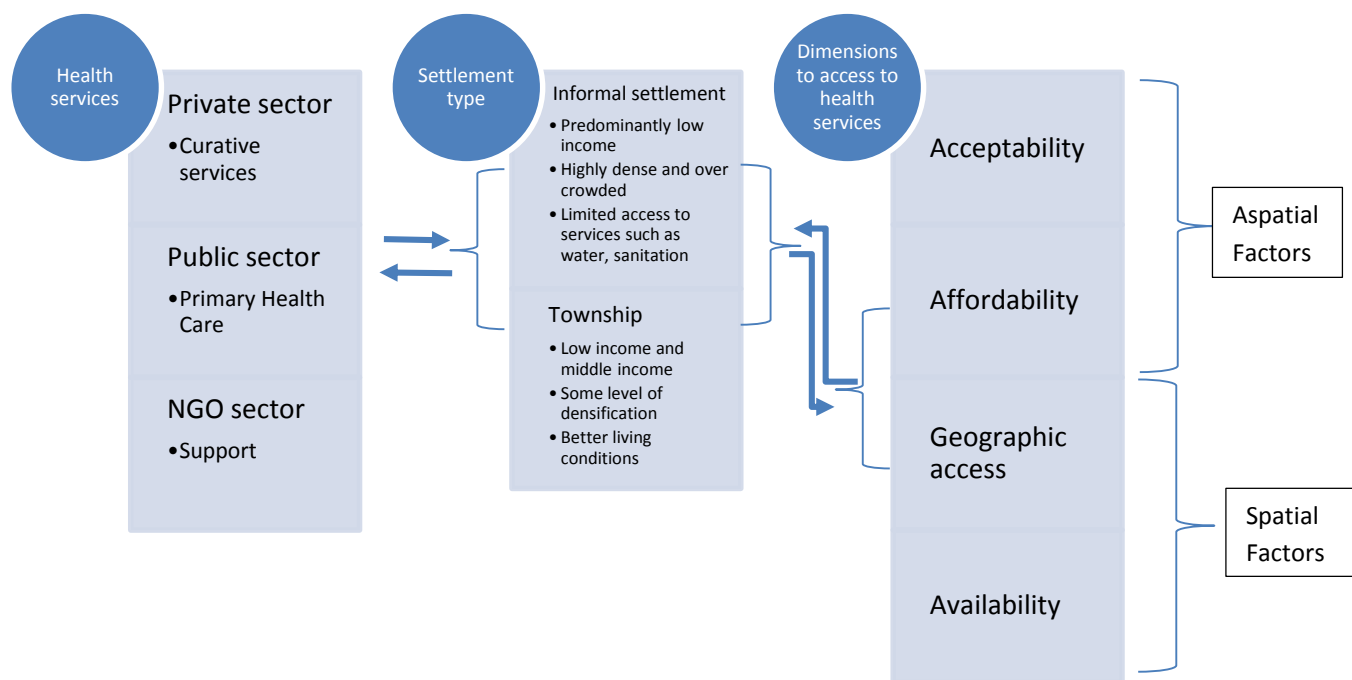 Health
services
Private sector
•Curative
services
Public sector
•Primary Health
Care
NGO sector
•Support
Settlement
type
Informal settlement
• Predominantly low
income
• Highly dense and over
crowded
• Limited access to
services such as
water, sanitation
Township
• Low income and
middle income
• Some level of
densification
• Better living
conditions
Dimensions
to access to
health
services
Acceptability
Affordability
Geographic
access
Availability
Aspatial
Factors
Spatial
Factors